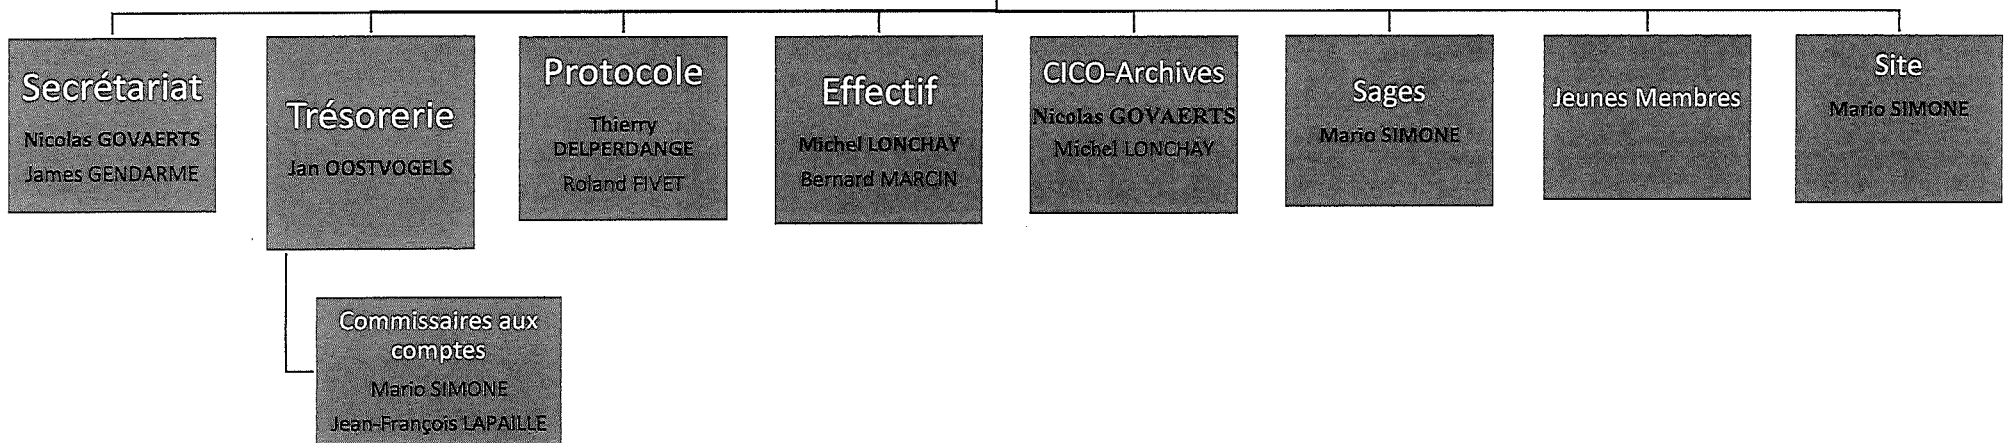 Secrétariat
Nicolas GOVAERTS
James GENDARME
Trésorerie
Jan OOSTVOGELS
Protocole
Thierry
DELPERDANGE
Roland FIVET
Effectif
Michel LONCHAY
Bernard MARCIN
CICO-Archives
Nicolas GOVAERTS
Michel LONCHAY
Sages
Mario SIMONE
Jeunes Membres
Site
Mario SIMONE
Commissaires aux
comptes
Mario SIMONE
Jean-François LAPAILLE